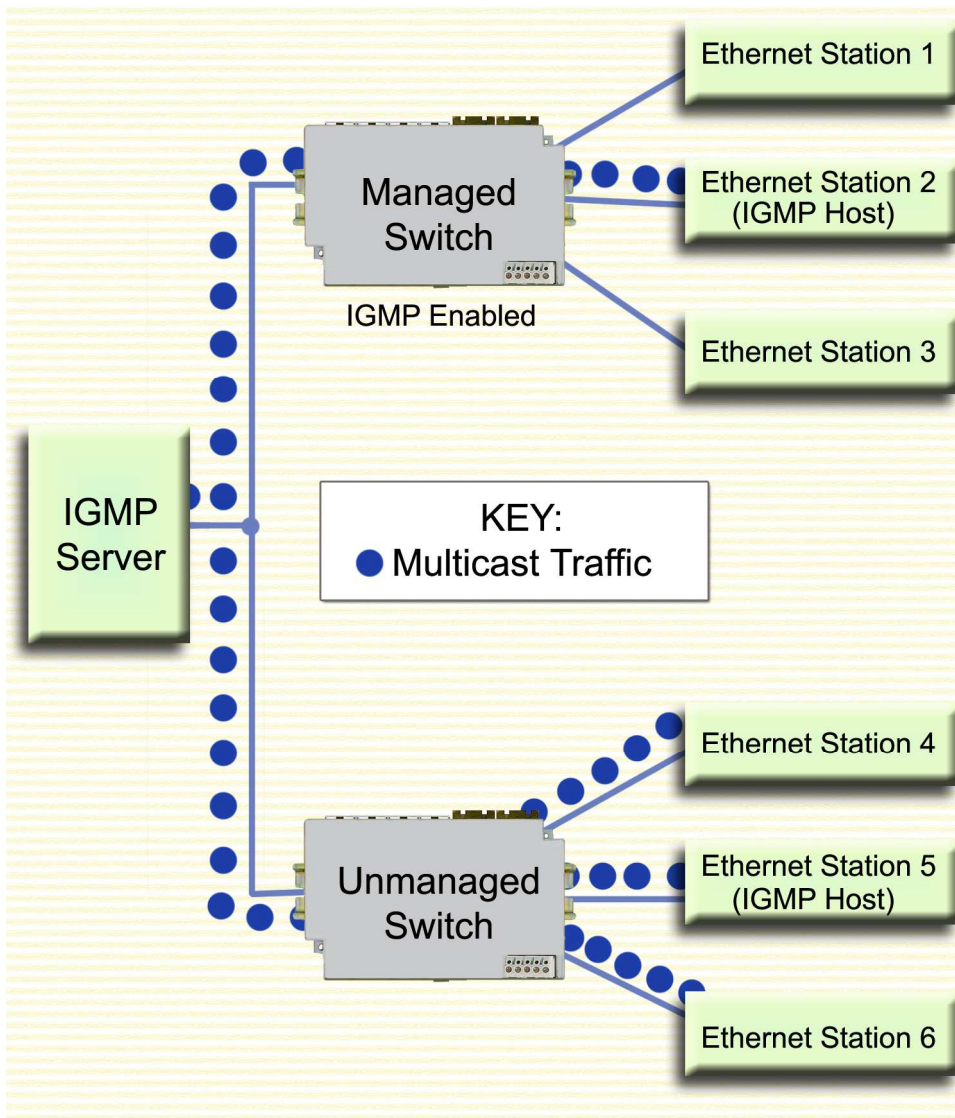 Ethernet Station 1
Managed
Switch
Ethernet Station 2
(IGMP Host)
IGMP Enabled
Ethernet Station 3
IGMP
Server
KEY:
Multicast Traffic
Ethernet Station 4
Unmanaged
Switch
Ethernet Station 5
(IGMP Host)
Ethernet Station 6